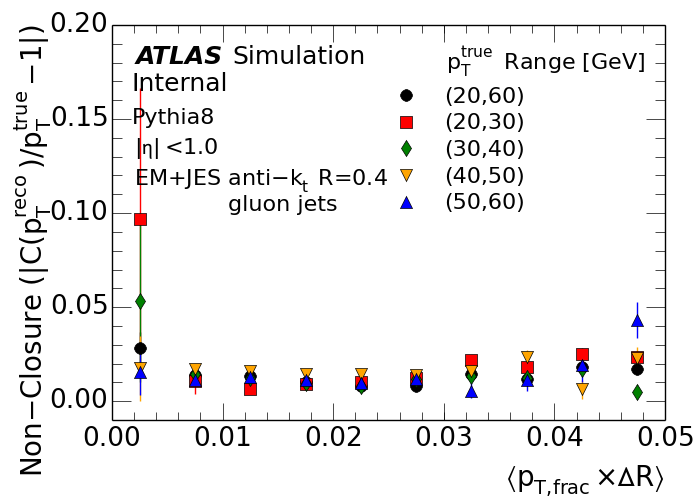 0.20
0.15
0.10
0.05
0.00
Non−Closure (|C(p_T^reco)/p_T^true −1|)
ATLAS Simulation
Internal
Pythia8
|η| <1.0
EM+JES anti−k_t R=0.4
gluon jets
p_T^true Range [GeV]
(20,60)
(20,30)
(30,40)
(40,50)
(50,60)
0.00 0.01 0.02 0.03 0.04 0.05
⟨p_T,frac ×ΔR⟩